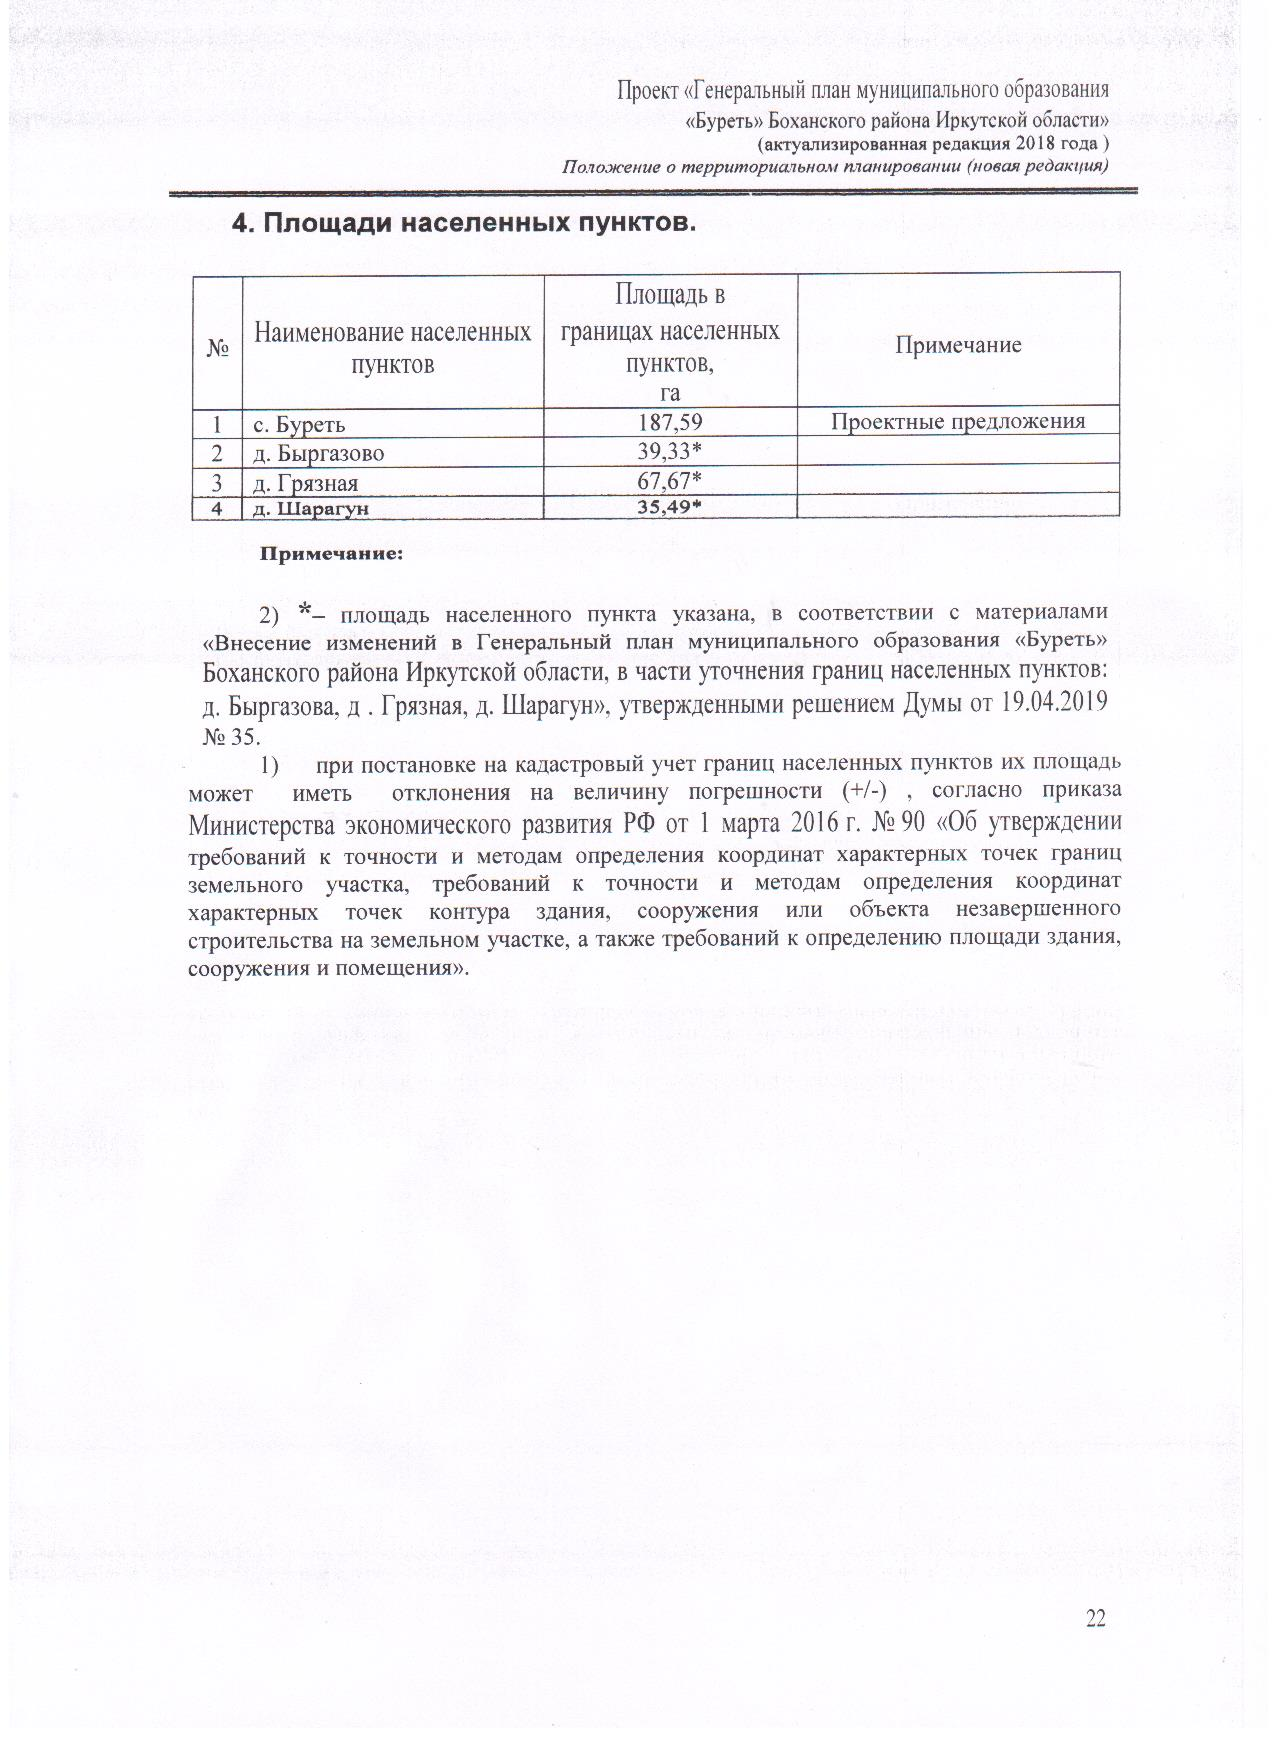 Проект «Генеральный план муниципального образования
«Буреть» Боханского района Иркутской области»
(актуализированная редакция 2018 года )
Положение о территориальном планировании (новая редакция)
4. Площади населенных пунктов.
№ Наименование населенных пунктов Площадь в границах населенных пунктов, га Примечание
1 с. Буреть 187,59 Проектные предложения
2 д. Быргазово 39,33*
3 д. Грязная 67,67*
4 д. Шарагун 35,49*
Примечание:
2) *– площадь населенного пункта указана, в соответствии с материалами
«Внесение изменений в Генеральный план муниципального образования «Буреть»
Боханского района Иркутской области, в части уточнения границ населенных пунктов:
д. Быргазова, д . Грязная, д. Шарагун», утвержденными решением Думы от 19.04.2019
№ 35.
1) при постановке на кадастровый учет границ населенных пунктов их площадь
может иметь отклонения на величину погрешности (+/-) , согласно приказа
Министерства экономического развития РФ от 1 марта 2016 г. № 90 «Об утверждении
требований к точности и методам определения координат характерных точек границ
земельного участка, требований к точности и методам определения координат
характерных точек контура здания, сооружения или объекта незавершенного
строительства на земельном участке, а также требований к определению площади здания,
сооружения и помещения».
22